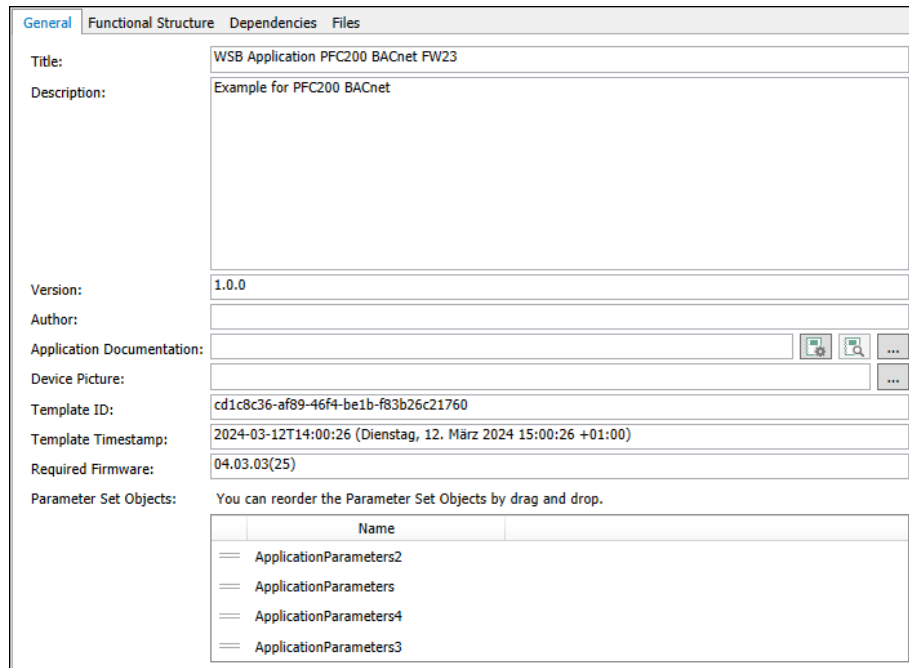 General Functional Structure Dependencies Files
Title: WSB Application PFC200 BACnet FW23
Description: Example for PFC200 BACnet
Version: 1.0.0
Author:
Application Documentation: ...
Device Picture: ...
Template ID: cd1c8c36-af89-46f4-be1b-f83b26c21760
Template Timestamp: 2024-03-12T14:00:26 (Dienstag, 12. März 2024 15:00:26 +01:00)
Required Firmware: 04.03.03(25)
Parameter Set Objects: You can reorder the Parameter Set Objects by drag and drop.
Name
ApplicationParameters2
ApplicationParameters
ApplicationParameters4
ApplicationParameters3